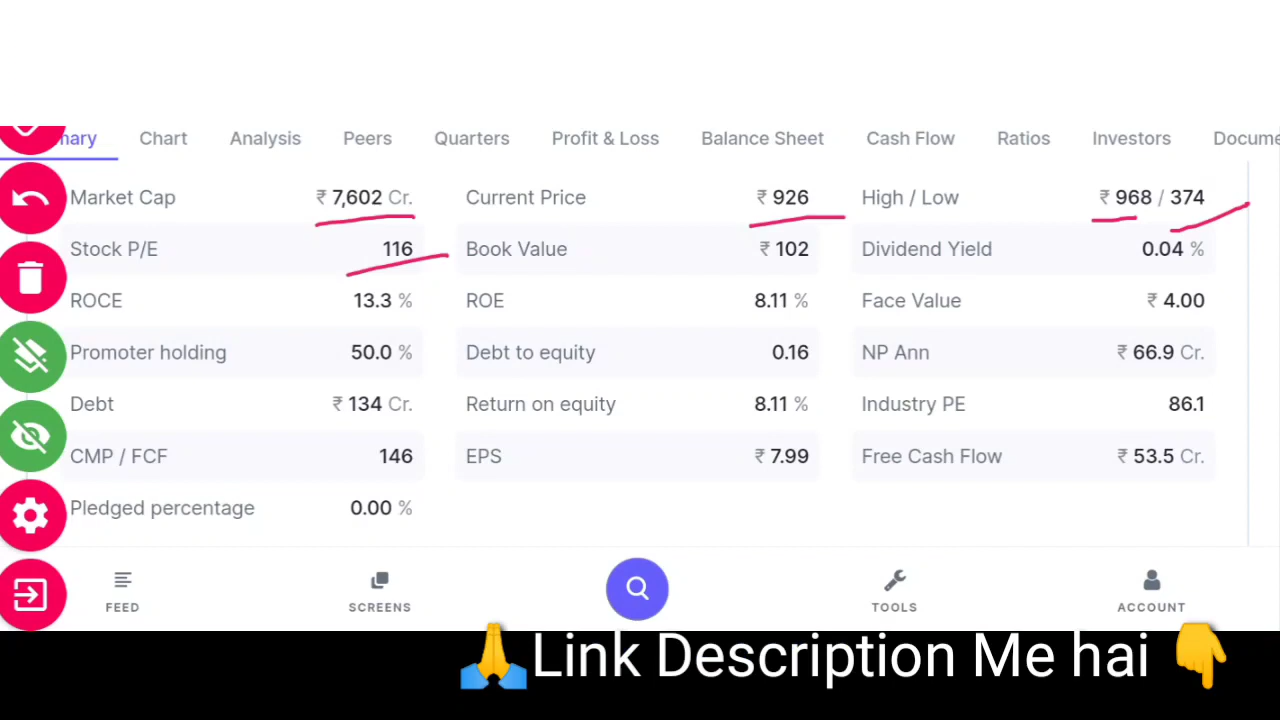 mary Chart Analysis Peers Quarters Profit & Loss Balance Sheet Cash Flow Ratios Investors Docume
Market Cap ₹ 7,602 Cr. Current Price ₹ 926 High / Low ₹ 968 / 374
Stock P/E 116 Book Value ₹ 102 Dividend Yield 0.04 %
ROCE 13.3 % ROE 8.11 % Face Value ₹ 4.00
Promoter holding 50.0 % Debt to equity 0.16 NP Ann ₹ 66.9 Cr.
Debt ₹ 134 Cr. Return on equity 8.11 % Industry PE 86.1
CMP / FCF 146 EPS ₹ 7.99 Free Cash Flow ₹ 53.5 Cr.
Pledged percentage 0.00 %
FEED SCREENS TOOLS ACCOUNT
🙏Link Description Me hai 👇